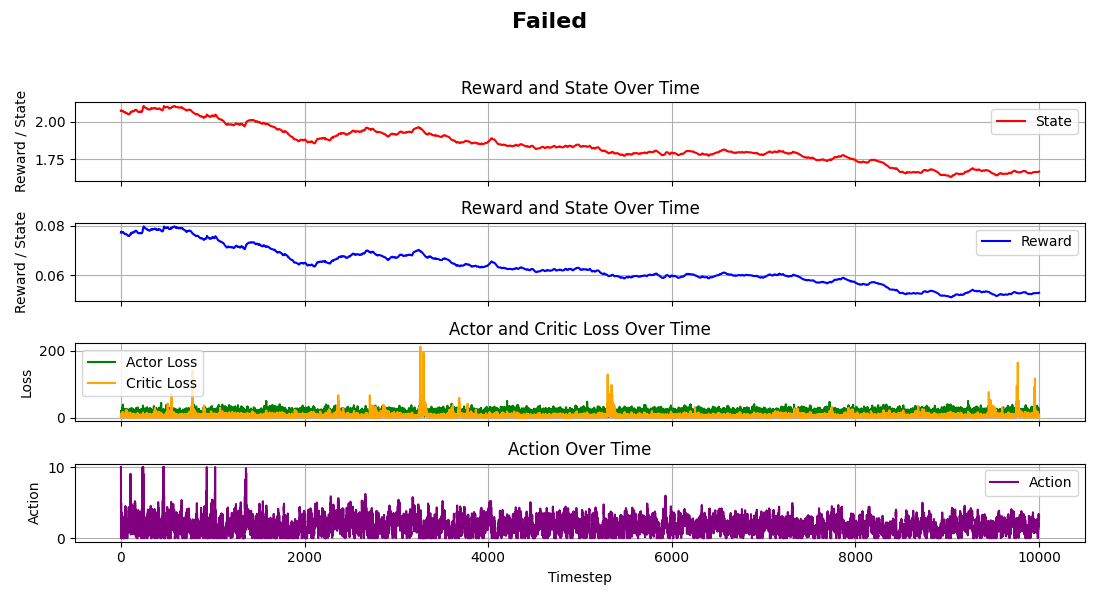 Failed
Reward and State Over Time
Reward / State
2.00
1.75
State
Reward and State Over Time
Reward / State
0.08
0.06
Reward
Actor and Critic Loss Over Time
Loss
200
0
Actor Loss
Critic Loss
Action Over Time
Action
10
0
Action
0 2000 4000 6000 8000 10000
Timestep